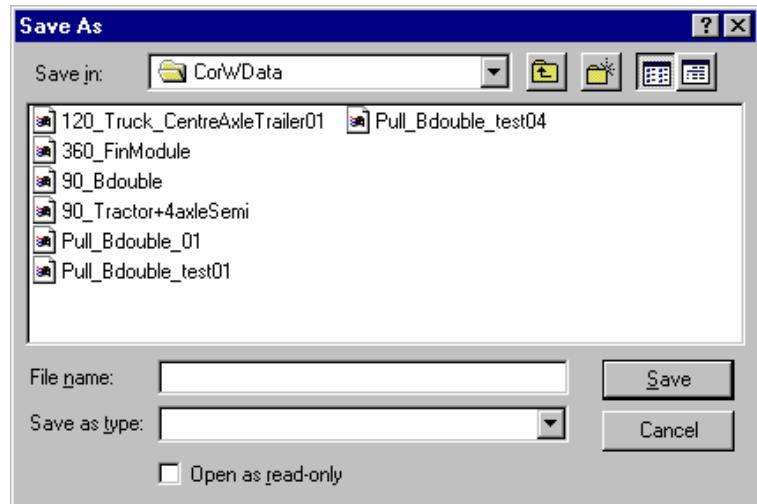 Save As
Save in: CorWData
120_Truck_CentreAxleTrailer01 Pull_Bdouble_test04
360_FinModule
90_Bdouble
90_Tractor+4axleSemi
Pull_Bdouble_01
Pull_Bdouble_test01
File name: Save
Save as type: Cancel
Open as read-only